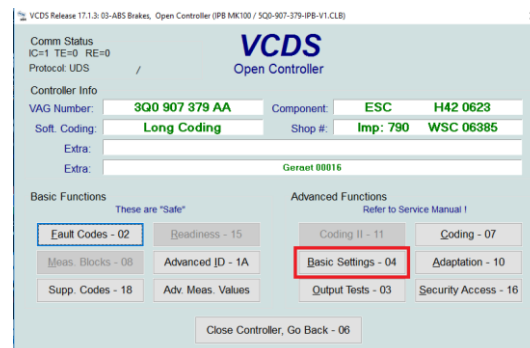 VCDS Release 17.1.3: 03-ABS Brakes, Open Controller (IPB MK100 / 5Q0-907-379-IPB-V1.CLB)
Comm Status
IC=1 TE=0 RE=0
Protocol: UDS /
VCDS
Open Controller
Controller Info
VAG Number: 3Q0 907 379 AA Component: ESC H42 0623
Soft. Coding: Long Coding Shop #: Imp: 790 WSC 06385
Extra:
Extra: Geraet 00016
Basic Functions Advanced Functions
These are "Safe" Refer to Service Manual !
Fault Codes - 02 Readiness - 15 Coding II - 11 Coding - 07
Meas. Blocks - 08 Advanced ID - 1A Basic Settings - 04 Adaptation - 10
Supp. Codes - 18 Adv. Meas. Values Output Tests - 03 Security Access - 16
Close Controller, Go Back - 06